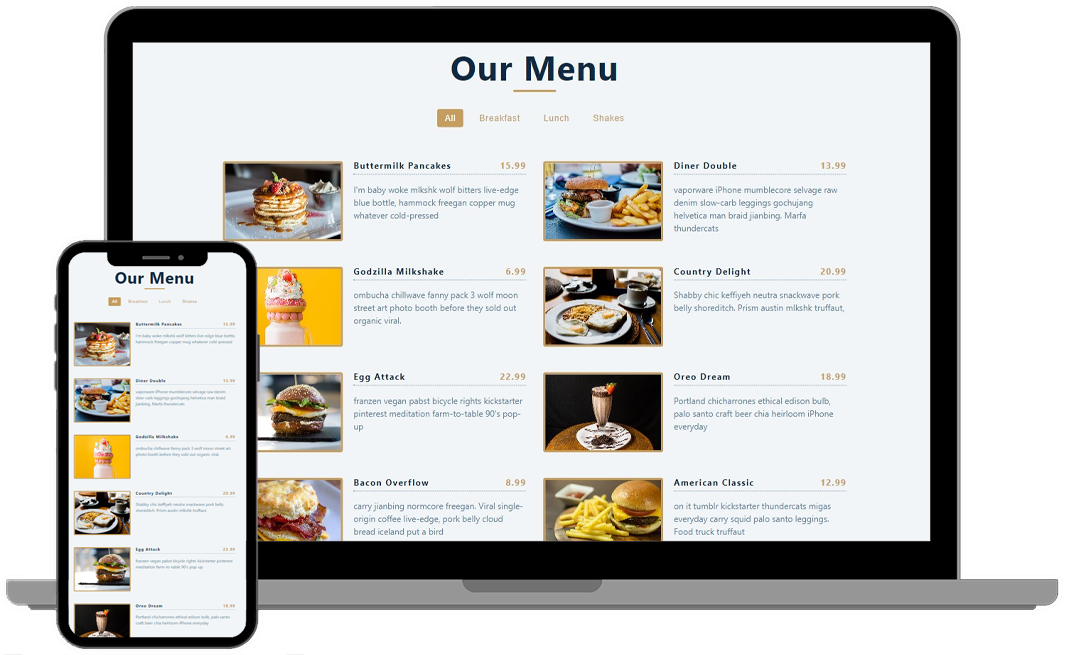 Our Menu
All Breakfast Lunch Shakes
Buttermilk Pancakes 15.99
I'm baby woke mlkshk wolf bitters live-edge
blue bottle, hammock freegan copper mug
whatever cold-pressed
Diner Double 13.99
vaporware iPhone mumblecore selvage raw
denim slow-carb leggings gochujang
helvetica man braid jianbing. Marfa
thundercats
Godzilla Milkshake 6.99
ombucha chillwave fanny pack 3 wolf moon
street art photo booth before they sold out
organic viral.
Country Delight 20.99
Shabby chic keffiyeh neutra snackwave pork
belly shoreditch. Prism austin mlkshk truffaut,
Egg Attack 22.99
franzen vegan pabst bicycle rights kickstarter
pinterest meditation farm-to-table 90's pop-
up
Oreo Dream 18.99
Portland chicharrones ethical edison bulb,
palo santo craft beer chia heirloom iPhone
everyday
Bacon Overflow 8.99
carry jianbing normcore freegan. Viral single-
origin coffee live-edge, pork belly cloud
bread iceland put a bird
American Classic 12.99
on it tumblr kickstarter thundercats migas
everyday carry squid palo santo leggings.
Food truck truffaut
Our Menu
All Breakfast Lunch Shakes
Buttermilk Pancakes 15.99
I'm baby woke mlkshk wolf bitters live-edge blue bottle,
hammock freegan copper mug whatever cold-pressed
Diner Double 13.99
vaporware iPhone mumblecore selvage raw denim
slow-carb leggings gochujang helvetica man braid
jianbing. Marfa thundercats
Godzilla Milkshake 6.99
ombucha chillwave fanny pack 3 wolf moon street art
photo booth before they sold out organic viral.
Country Delight 20.99
Shabby chic keffiyeh neutra snackwave pork belly
shoreditch. Prism austin mlkshk truffaut,
Egg Attack 22.99
franzen vegan pabst bicycle rights kickstarter pinterest
meditation farm-to-table 90's pop-up
Oreo Dream 18.99
Portland chicharrones ethical edison bulb, palo santo
craft beer chia heirloom iPhone everyday